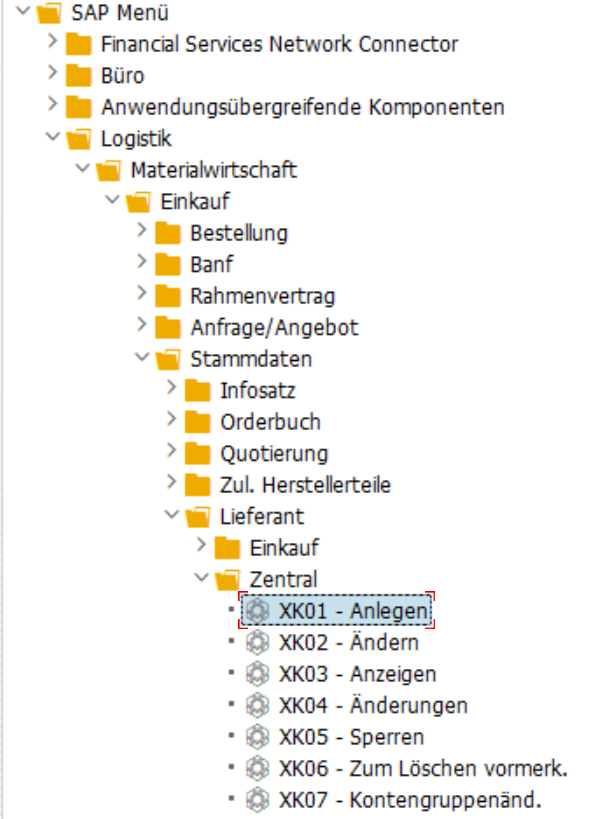 SAP Menü
Financial Services Network Connector
Büro
Anwendungsübergreifende Komponenten
Logistik
Materialwirtschaft
Einkauf
Bestellung
Banf
Rahmenvertrag
Anfrage/Angebot
Stammdaten
Infosatz
Orderbuch
Quotierung
Zul. Herstellerteile
Lieferant
Einkauf
Zentral
XK01 - Anlegen
XK02 - Ändern
XK03 - Anzeigen
XK04 - Änderungen
XK05 - Sperren
XK06 - Zum Löschen vormerk.
XK07 - Kontengruppenänd.